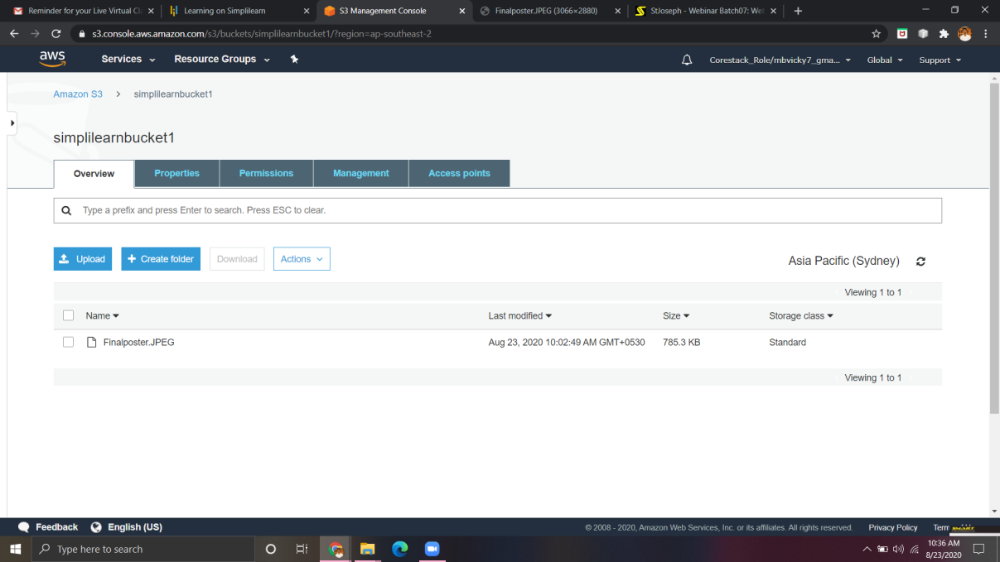 Reminder for your Live Virtual Cl
Learning on Simplilearn
S3 Management Console
Finalposter.JPEG (3066×2880)
StJoseph - Webinar Batch07: We
s3.console.aws.amazon.com/s3/buckets/simplilearnbucket1/?region=ap-southeast-2
aws
Services
Resource Groups
Corestack_Role/mbvicky7_gma...
Global
Support
Amazon S3 > simplilearnbucket1
simplilearnbucket1
Overview
Properties
Permissions
Management
Access points
Type a prefix and press Enter to search. Press ESC to clear.
Upload
+ Create folder
Download
Actions
Asia Pacific (Sydney)
Viewing 1 to 1
Name
Last modified
Size
Storage class
Finalposter.JPEG
Aug 23, 2020 10:02:49 AM GMT+0530
785.3 KB
Standard
Viewing 1 to 1
Feedback
English (US)
© 2008 - 2020, Amazon Web Services, Inc. or its affiliates. All rights reserved.
Privacy Policy
Term
Type here to search
10:36 AM
8/23/2020